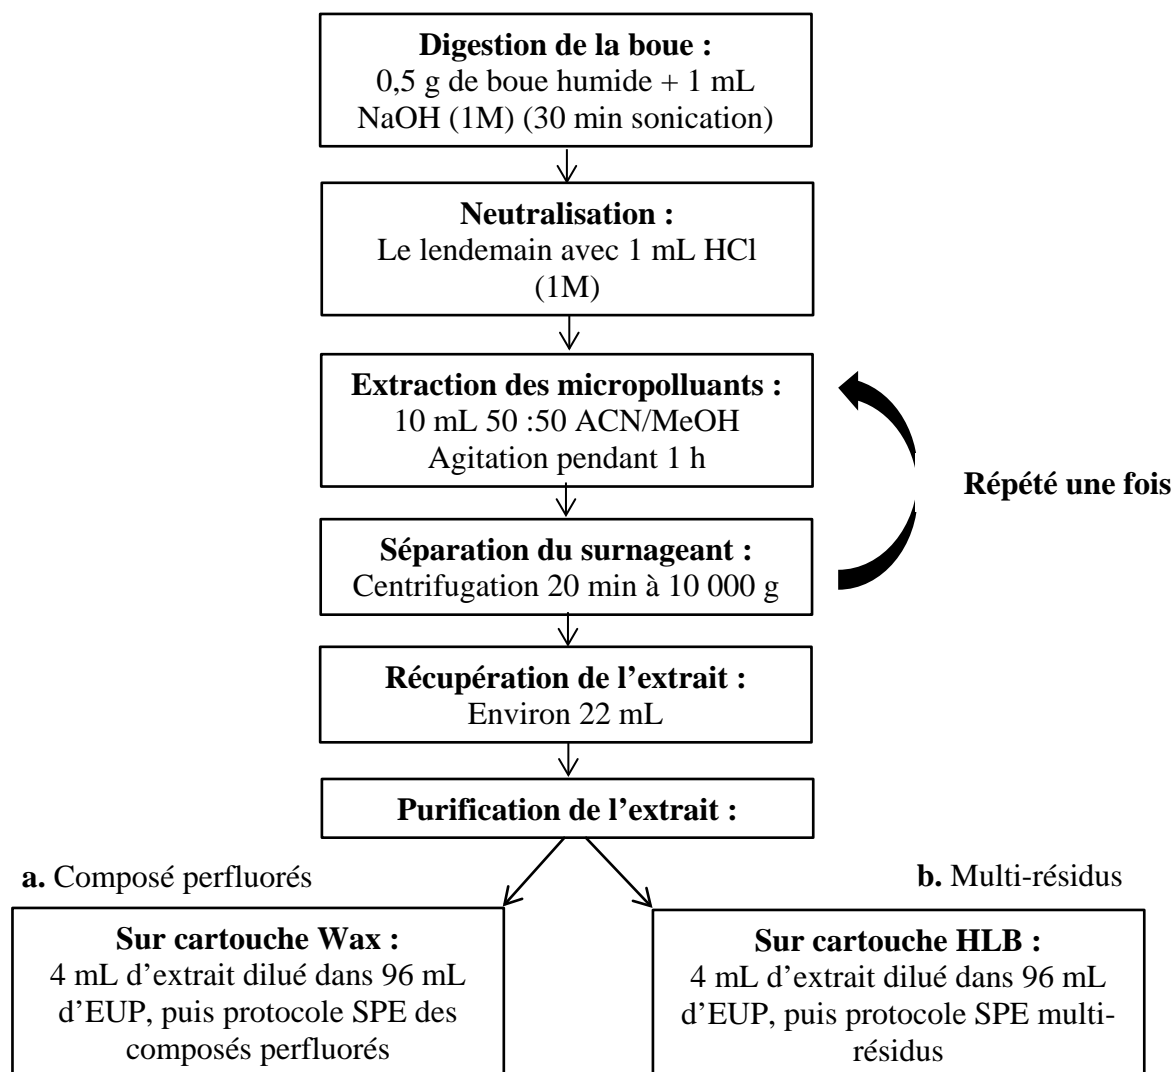 Digestion de la boue :
0,5 g de boue humide + 1 mL
NaOH (1M) (30 min sonication)
Neutralisation :
Le lendemain avec 1 mL HCl
(1M)
Extraction des micropolluants :
10 mL 50 :50 ACN/MeOH
Agitation pendant 1 h
Répété une fois
Séparation du surnageant :
Centrifugation 20 min à 10 000 g
Récupération de l’extrait :
Environ 22 mL
Purification de l’extrait :
a. Composé perfluorés
b. Multi-résidus
Sur cartouche Wax :
4 mL d’extrait dilué dans 96 mL
d’EUP, puis protocole SPE des
composés perfluorés
Sur cartouche HLB :
4 mL d’extrait dilué dans 96 mL
d’EUP, puis protocole SPE multi-
résidus